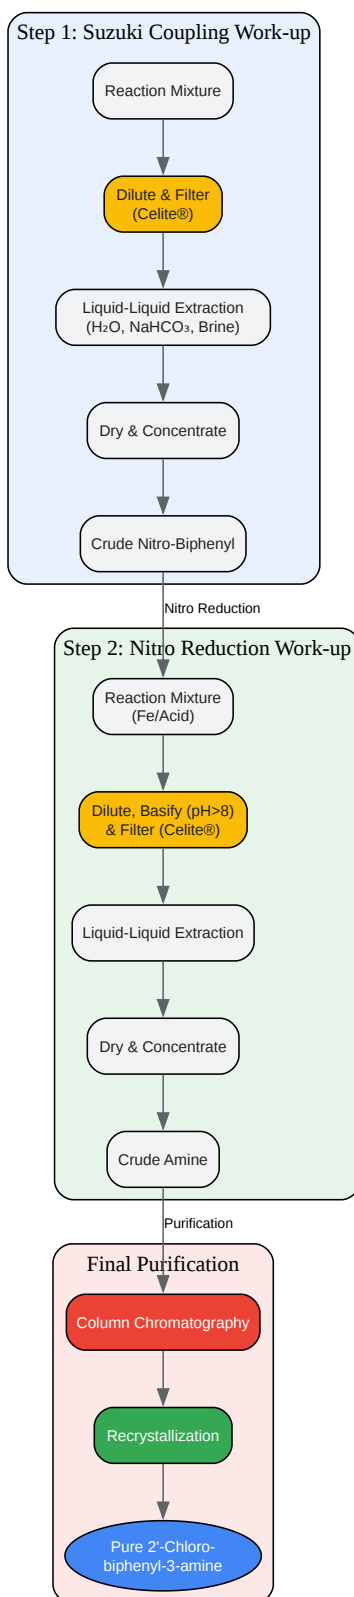 Step 1: Suzuki Coupling Work-up
Reaction Mixture
Dilute & Filter
(Celite®)
Liquid-Liquid Extraction
(H₂O, NaHCO₃, Brine)
Dry & Concentrate
Crude Nitro-Biphenyl
Nitro Reduction
Step 2: Nitro Reduction Work-up
Reaction Mixture
(Fe/Acid)
Dilute, Basify (pH>8)
& Filter (Celite®)
Liquid-Liquid Extraction
Dry & Concentrate
Crude Amine
Purification
Final Purification
Column Chromatography
Recrystallization
Pure 2'-Chloro-
biphenyl-3-amine